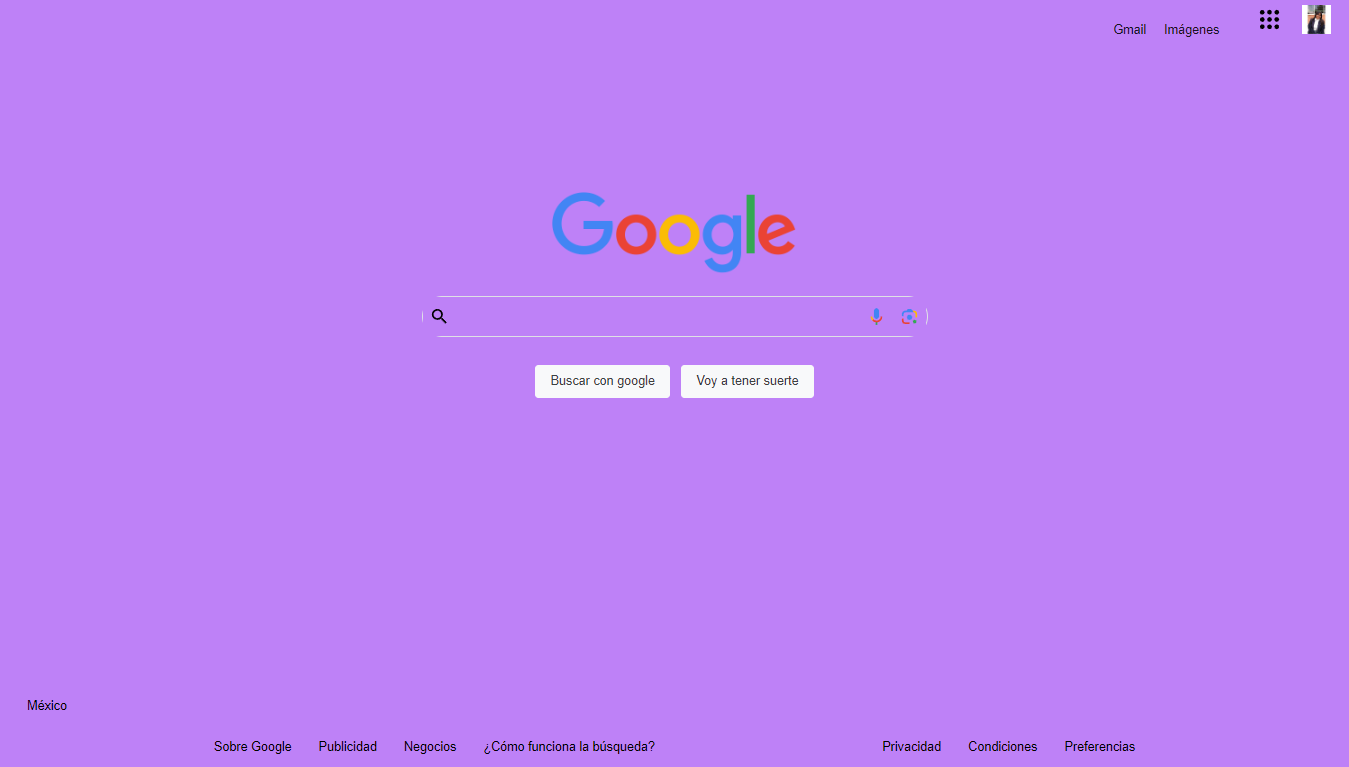 Gmail Imágenes
Google
Buscar con google Voy a tener suerte
México
Sobre Google Publicidad Negocios ¿Cómo funciona la búsqueda? Privacidad Condiciones Preferencias